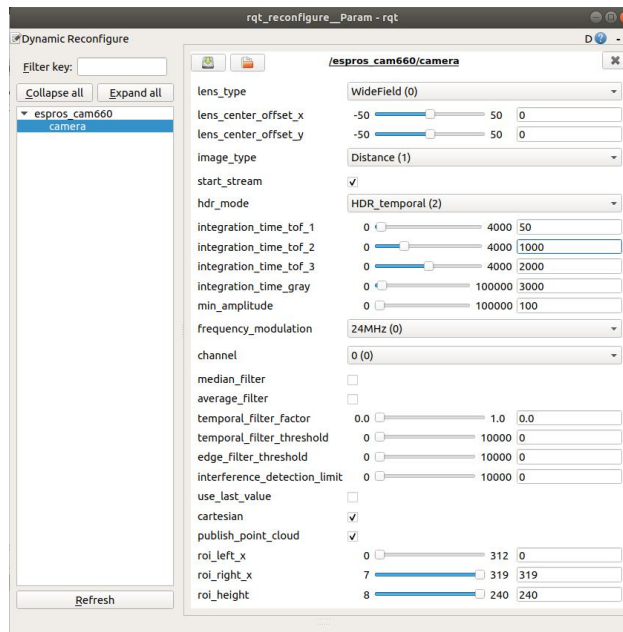 rqt_reconfigure__Param - rqt
Dynamic Reconfigure
D
-
Filter key:
Collapse all Expand all
espros_cam660
camera
Refresh
/espros_cam660/camera
lens_type WideField (0)
lens_center_offset_x -50 50 0
lens_center_offset_y -50 50 0
image_type Distance (1)
start_stream
hdr_mode HDR_temporal (2)
integration_time_tof_1 0 4000 50
integration_time_tof_2 0 4000 1000
integration_time_tof_3 0 4000 2000
integration_time_gray 0 100000 3000
min_amplitude 0 100000 100
frequency_modulation 24MHz (0)
channel 0 (0)
median_filter
average_filter
temporal_filter_factor 0.0 1.0 0.0
temporal_filter_threshold 0 10000 0
edge_filter_threshold 0 10000 0
interference_detection_limit 0 10000 0
use_last_value
cartesian
publish_point_cloud
roi_left_x 0 312 0
roi_right_x 7 319 319
roi_height 8 240 240